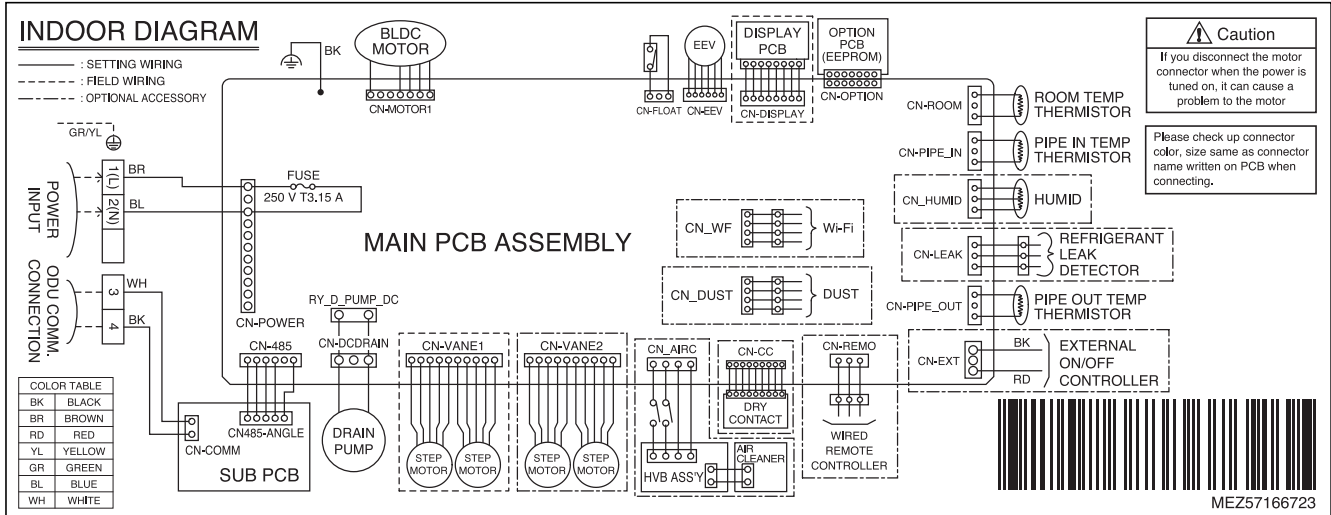 INDOOR DIAGRAM
: SETTING WIRING
: FIELD WIRING
: OPTIONAL ACCESSORY
BK
BLDC
MOTOR
CN-MOTOR1
CN-FLOAT
EEV
CN-EEV
DISPLAY
PCB
CN-DISPLAY
OPTION
PCB
(EEPROM)
CN-OPTION
Caution
If you disconnect the motor
connector when the power is
tuned on, it can cause a
problem to the motor
Please check up connector
color, size same as connector
name written on PCB when
connecting.
CN-ROOM
ROOM TEMP
THERMISTOR
CN-PIPE_IN
PIPE IN TEMP
THERMISTOR
CN_HUMID
HUMID
CN-LEAK
REFRIGERANT
LEAK
DETECTOR
CN-PIPE_OUT
PIPE OUT TEMP
THERMISTOR
CN-EXT
BK
RD
EXTERNAL
ON/OFF
CONTROLLER
GR/YL
POWER
INPUT
1(L)
2(N)
BR
BL
FUSE
250 V T3.15 A
CN-POWER
MAIN PCB ASSEMBLY
CN_WF
Wi-Fi
CN_DUST
DUST
ODU COMM.
CONNECTION
3
4
WH
BK
COLOR TABLE
BK BLACK
BR BROWN
RD RED
YL YELLOW
GR GREEN
BL BLUE
WH WHITE
CN-485
CN485-ANGLE
CN-COMM
SUB PCB
RY_D_PUMP_DC
CN-DCDRAIN
DRAIN
PUMP
CN-VANE1
STEP
MOTOR
STEP
MOTOR
CN-VANE2
STEP
MOTOR
STEP
MOTOR
CN_AIRC
HVB ASS'Y
AIR
CLEANER
CN-CC
DRY
CONTACT
CN-REMO
WIRED
REMOTE
CONTROLLER
MEZ57166723